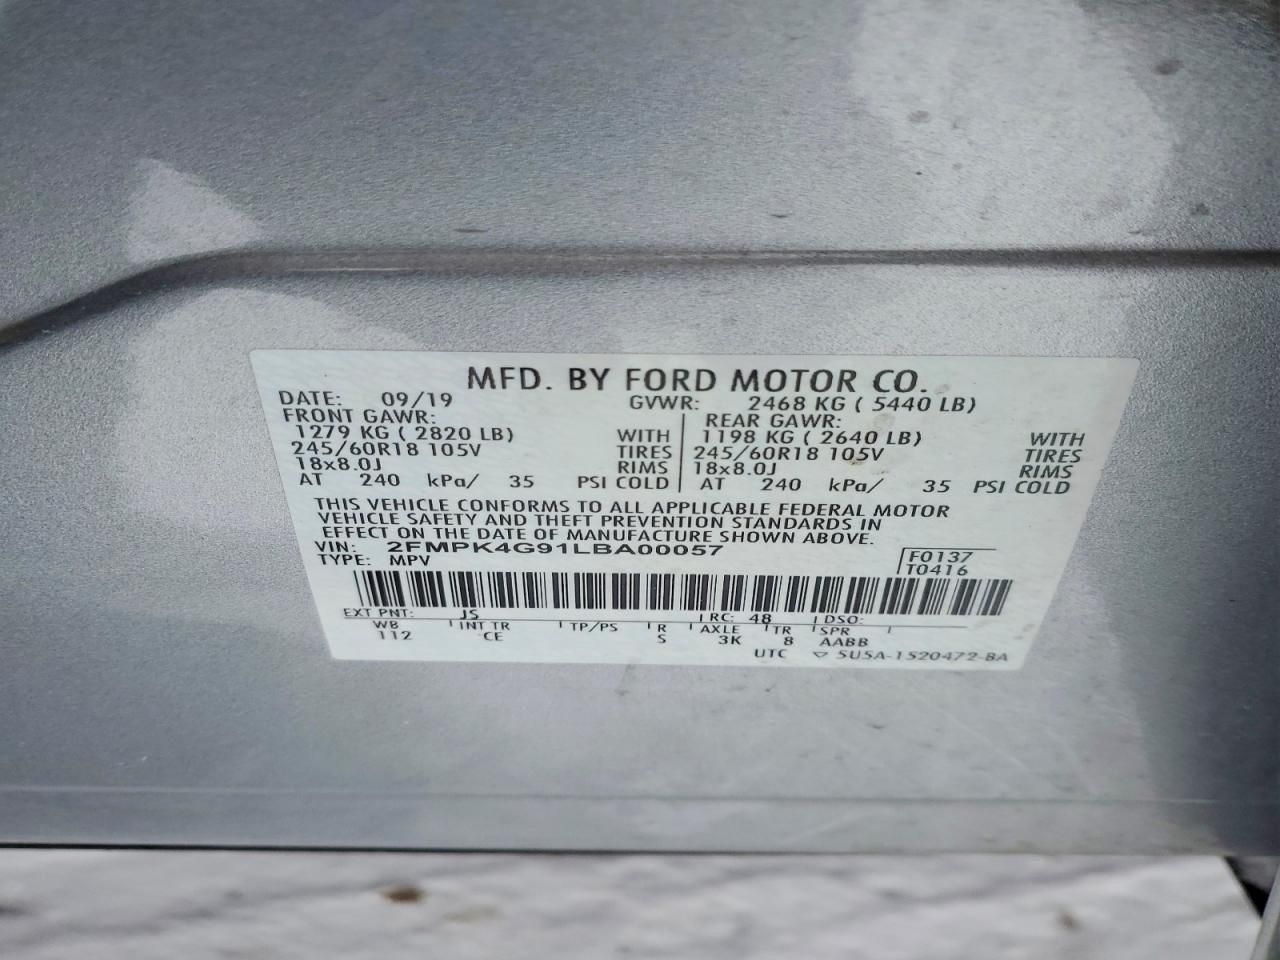 MFD. BY FORD MOTOR CO.
DATE: 09/19 GVWR: 2468 KG ( 5440 LB)
FRONT GAWR: REAR GAWR:
1279 KG ( 2820 LB) WITH 1198 KG ( 2640 LB) WITH
245/60R18 105V TIRES 245/60R18 105V TIRES
18x8.0J RIMS 18x8.0J RIMS
AT 240 kPa/ 35 PSI COLD AT 240 kPa/ 35 PSI COLD
THIS VEHICLE CONFORMS TO ALL APPLICABLE FEDERAL MOTOR
VEHICLE SAFETY AND THEFT PREVENTION STANDARDS IN
EFFECT ON THE DATE OF MANUFACTURE SHOWN ABOVE.
VIN: 2FMPK4G91LBA00057 F0137
TYPE: MPV T0416
EXT PNT: JS RC: 48 DSO:
WB INT TR TP/PS R AXLE TR SPR
112 CE S 3K 8 AABB
UTC ▽ 5U5A-1520472-BA